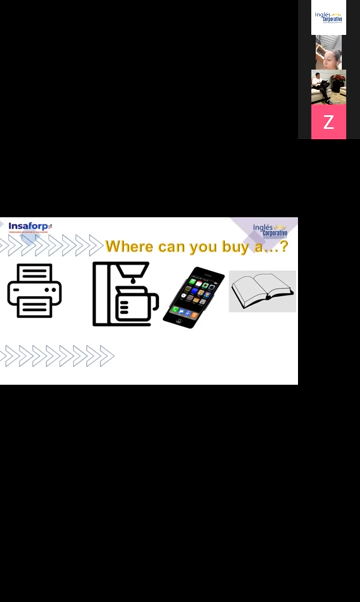 Inglés
Corporativo
Z
Insaforp
Inglés
Corporativo
Where can you buy a...?